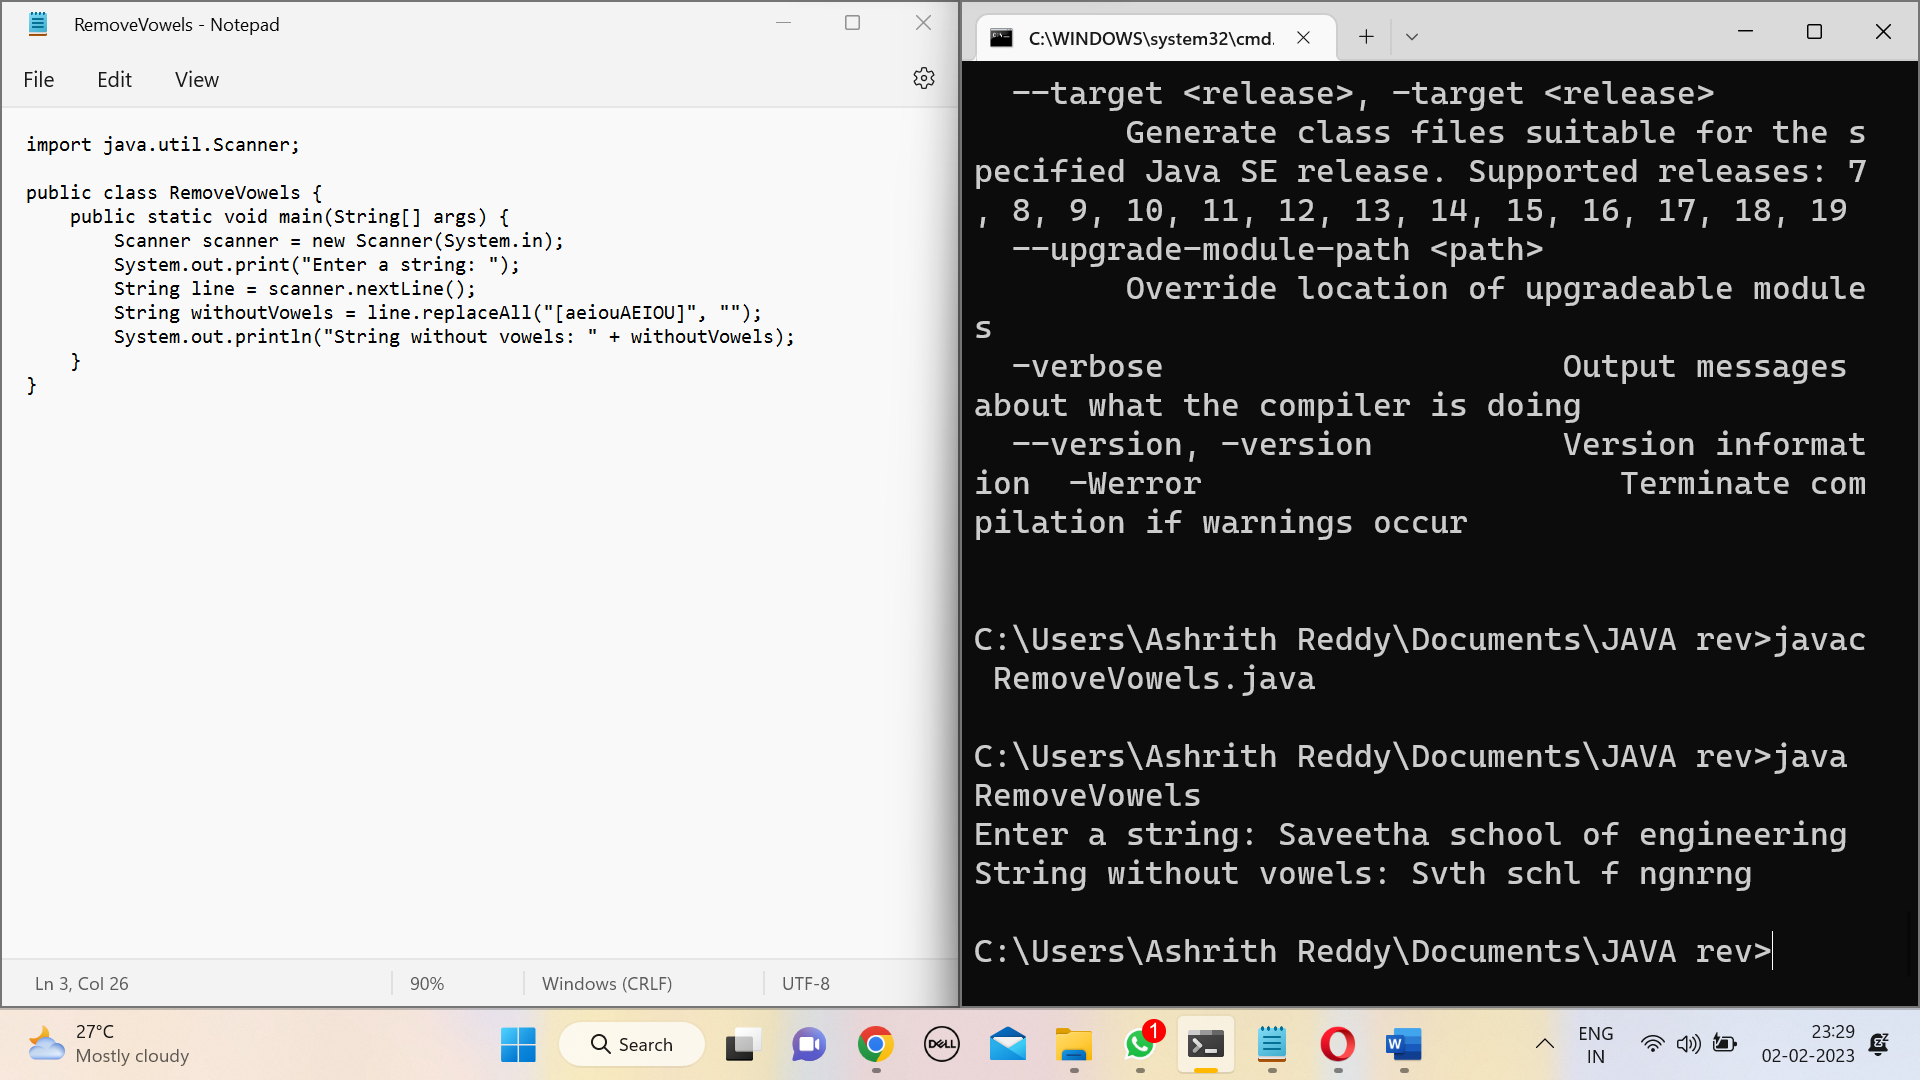 RemoveVowels - Notepad
File Edit View
import java.util.Scanner;
public class RemoveVowels {
    public static void main(String[] args) {
        Scanner scanner = new Scanner(System.in);
        System.out.print("Enter a string: ");
        String line = scanner.nextLine();
        String withoutVowels = line.replaceAll("[aeiouAEIOU]", "");
        System.out.println("String without vowels: " + withoutVowels);
    }
}
Ln 3, Col 26 90% Windows (CRLF) UTF-8
C:\WINDOWS\system32\cmd.
  --target <release>, -target <release>
        Generate class files suitable for the s
pecified Java SE release. Supported releases: 7
, 8, 9, 10, 11, 12, 13, 14, 15, 16, 17, 18, 19
  --upgrade-module-path <path>
        Override location of upgradeable module
s
  -verbose                     Output messages
about what the compiler is doing
  --version, -version          Version informat
ion  -Werror                      Terminate com
pilation if warnings occur
C:\Users\Ashrith Reddy\Documents\JAVA rev>javac
 RemoveVowels.java
C:\Users\Ashrith Reddy\Documents\JAVA rev>java
RemoveVowels
Enter a string: Saveetha school of engineering
String without vowels: Svth schl f ngnrng
C:\Users\Ashrith Reddy\Documents\JAVA rev>
27°C
Mostly cloudy
Search
DELL
1
W
ENG
IN
23:29
02-02-2023